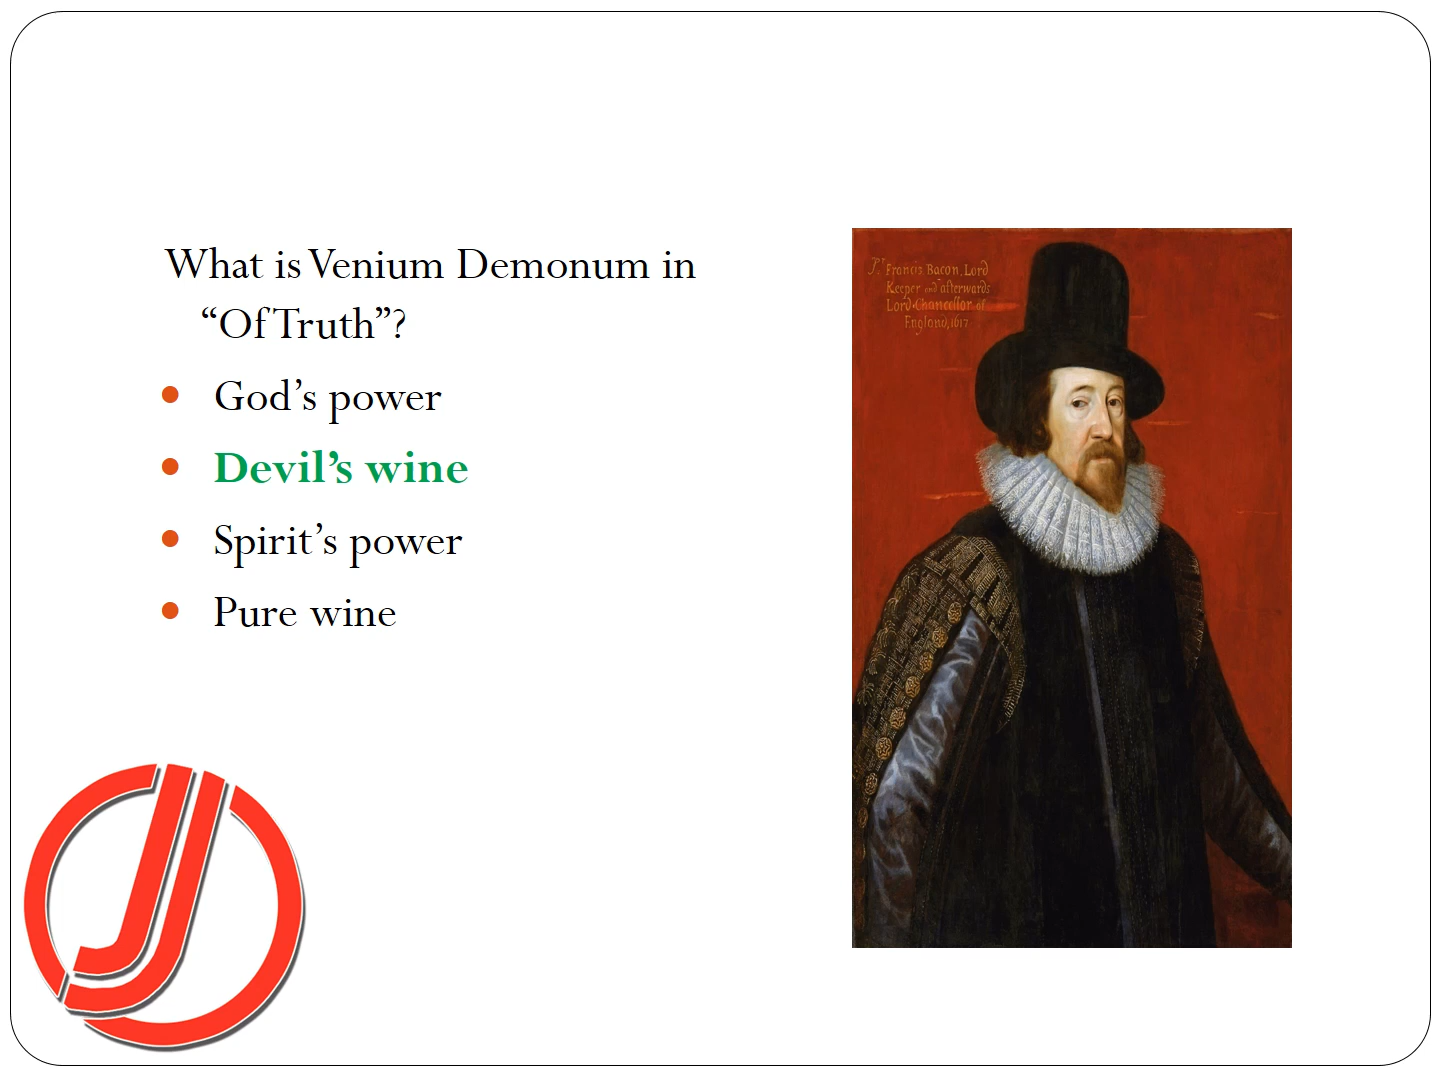 What is Venium Demonum in
“Of Truth”?
God’s power
Devil’s wine
Spirit’s power
Pure wine
Sr Francis Bacon, Lord
Keeper and afterwards
Lord Chancellor of
England, 1617